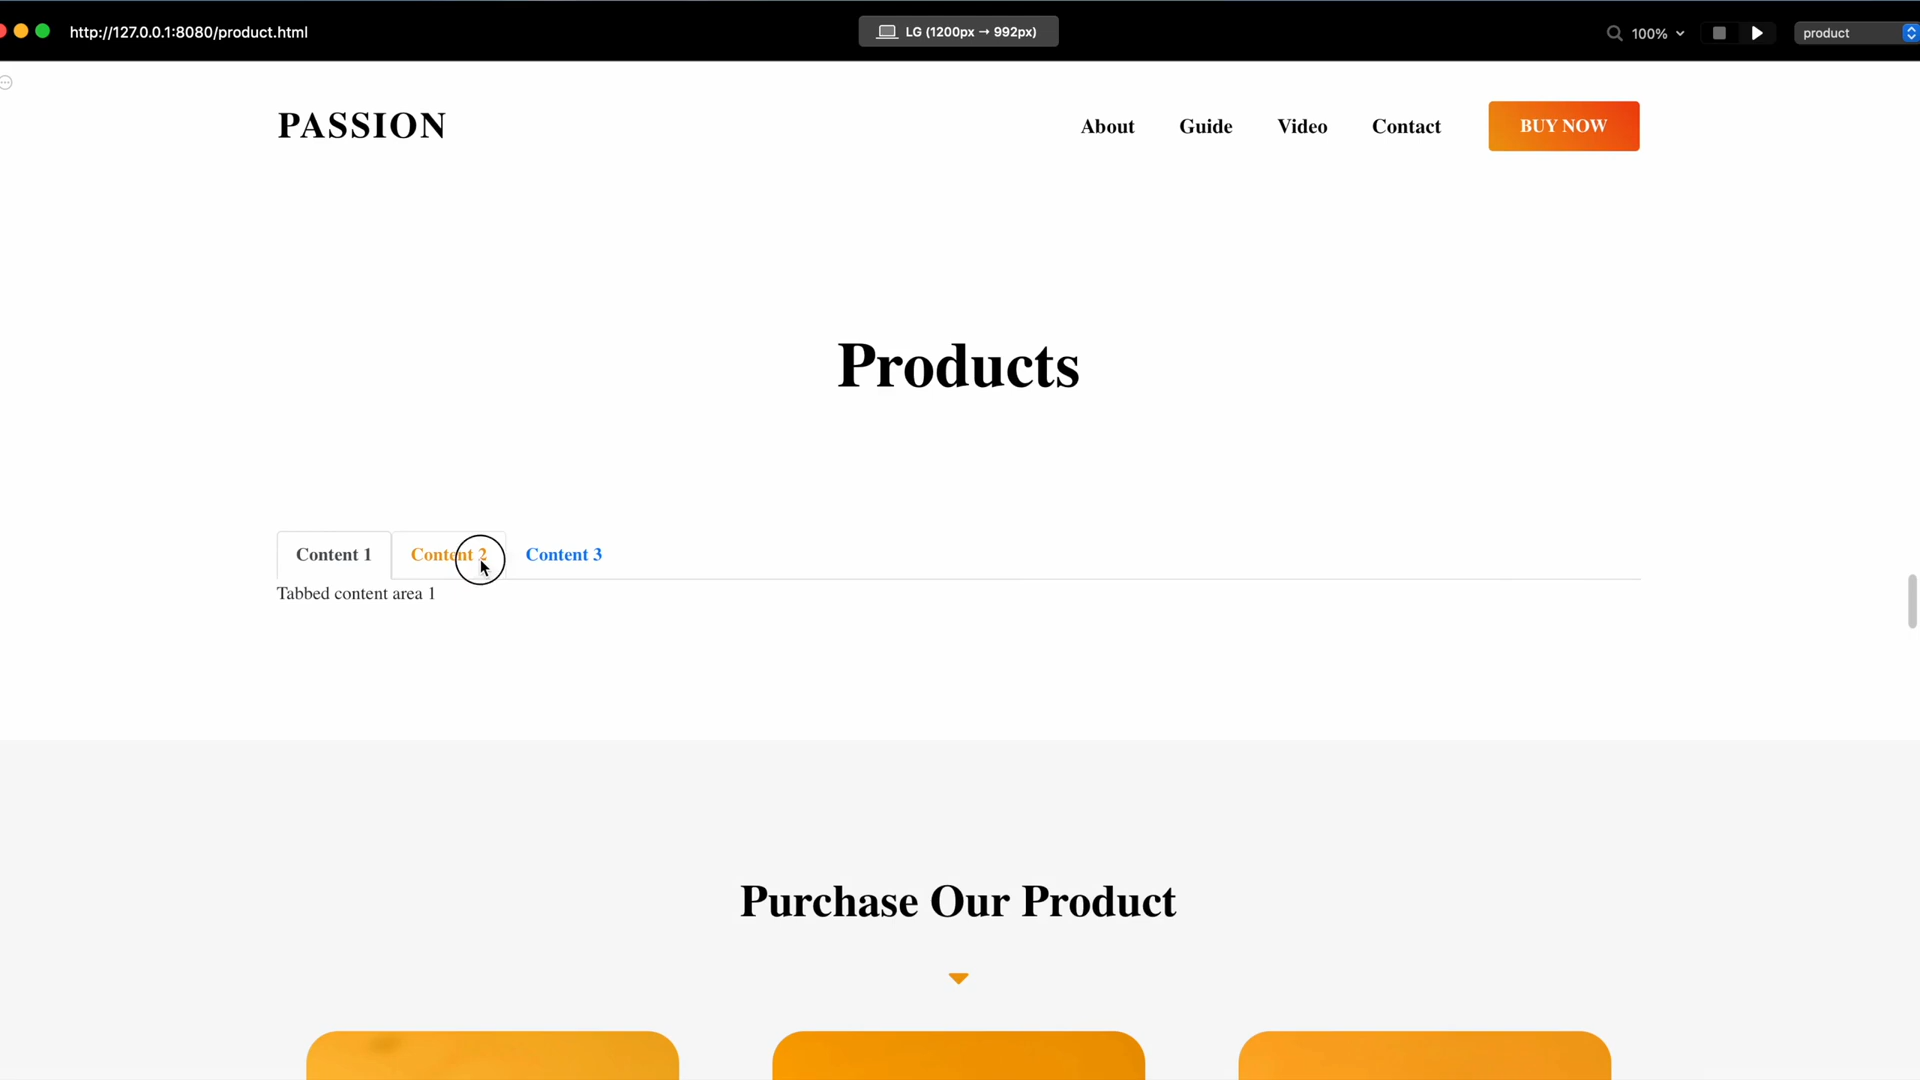 http://127.0.0.1:8080/product.html
LG (1200px → 992px)
100%
product
PASSION
About
Guide
Video
Contact
BUY NOW
Products
Content 1
Content 2
Content 3
Tabbed content area 1
Purchase Our Product